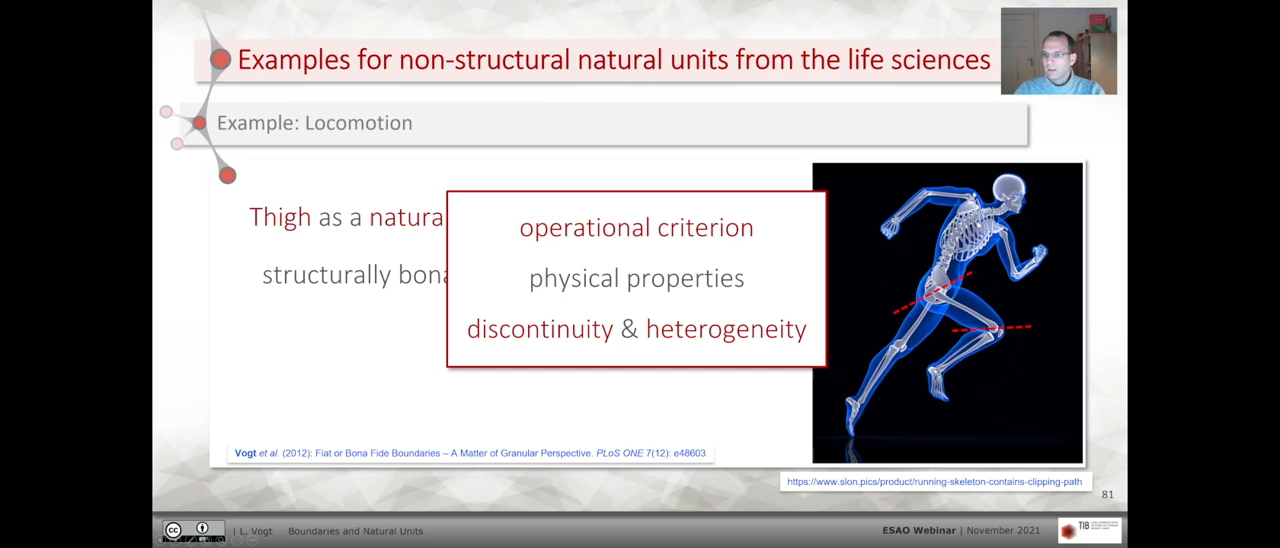 Examples for non-structural natural units from the life sciences
Example: Locomotion
Thigh as a natura
structurally bona
operational criterion
physical properties
discontinuity & heterogeneity
Vogt et al. (2012): Fiat or Bona Fide Boundaries – A Matter of Granular Perspective. PLoS ONE 7(12): e48603
https://www.slon.pics/product/running-skeleton-contains-clipping-path
81
cc
| L. Vogt Boundaries and Natural Units
ESAO Webinar | November 2021
TIB